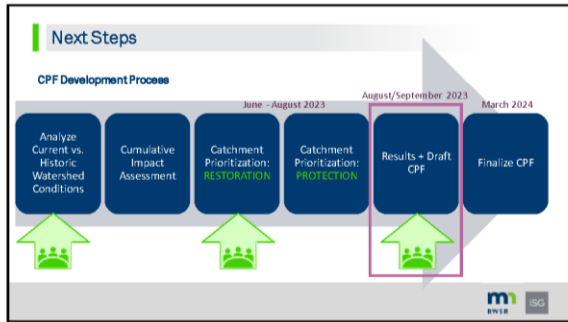 Next Steps
CPF Development Process
June - August 2023
August/September 2023
March 2024
Analyze
Current vs.
Historic
Watershed
Conditions
Cumulative
Impact
Assessment
Catchment
Prioritization:
RESTORATION
Catchment
Prioritization:
PROTECTION
Results + Draft
CPF
Finalize CPF
mn
BWSR
ISG